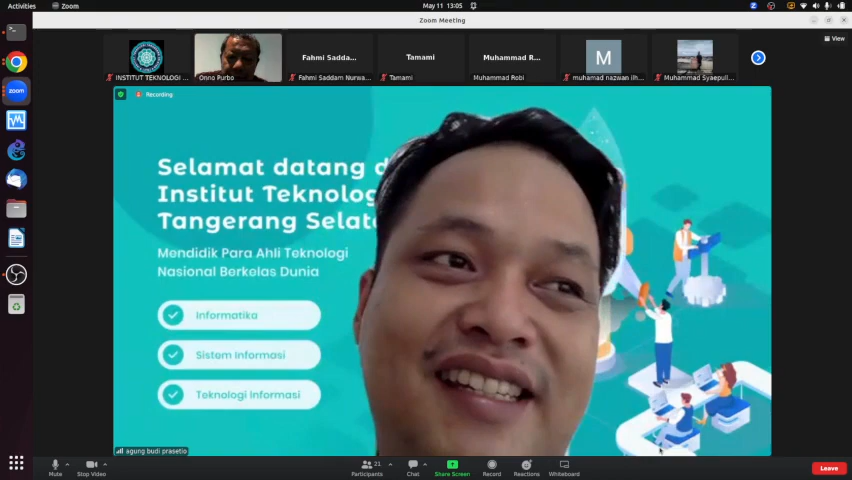 Activities
Zoom
May 11 13:05
Zoom Meeting
View
Fahmi Sadda...
Tamami
Muhammad R...
M
INSTITUT TEKNOLOGI ...
Onno Purbo
Fahmi Saddam Nurwa...
Tamami
Muhammad Robi
muhamad nazwan ilh...
Muhammad Syaepull...
Recording
Selamat datang d
Institut Teknolog
Tangerang Selata
Mendidik Para Ahli Teknologi
Nasional Berkelas Dunia
Informatika
Sistem Informasi
Teknologi Informasi
agung budi prasetio
zoom
Mute
Stop Video
21
Participants
Chat
Share Screen
Record
Reactions
Whiteboard
Leave